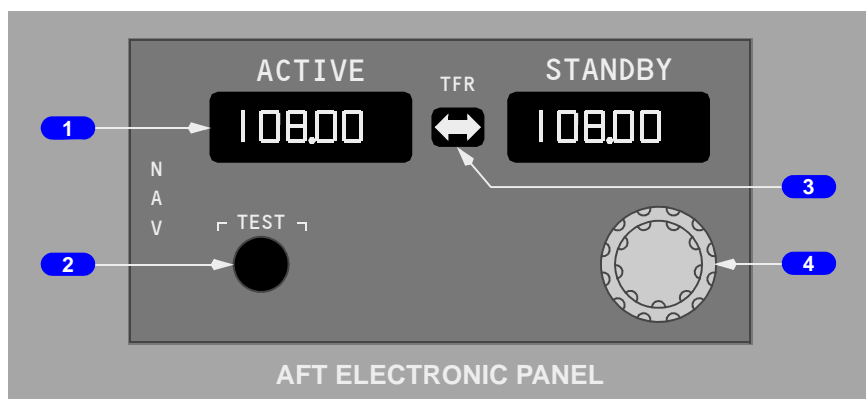 ACTIVE
TFR
STANDBY
108.00
108.00
1
3
N
A
V
TEST
2
4
AFT ELECTRONIC PANEL